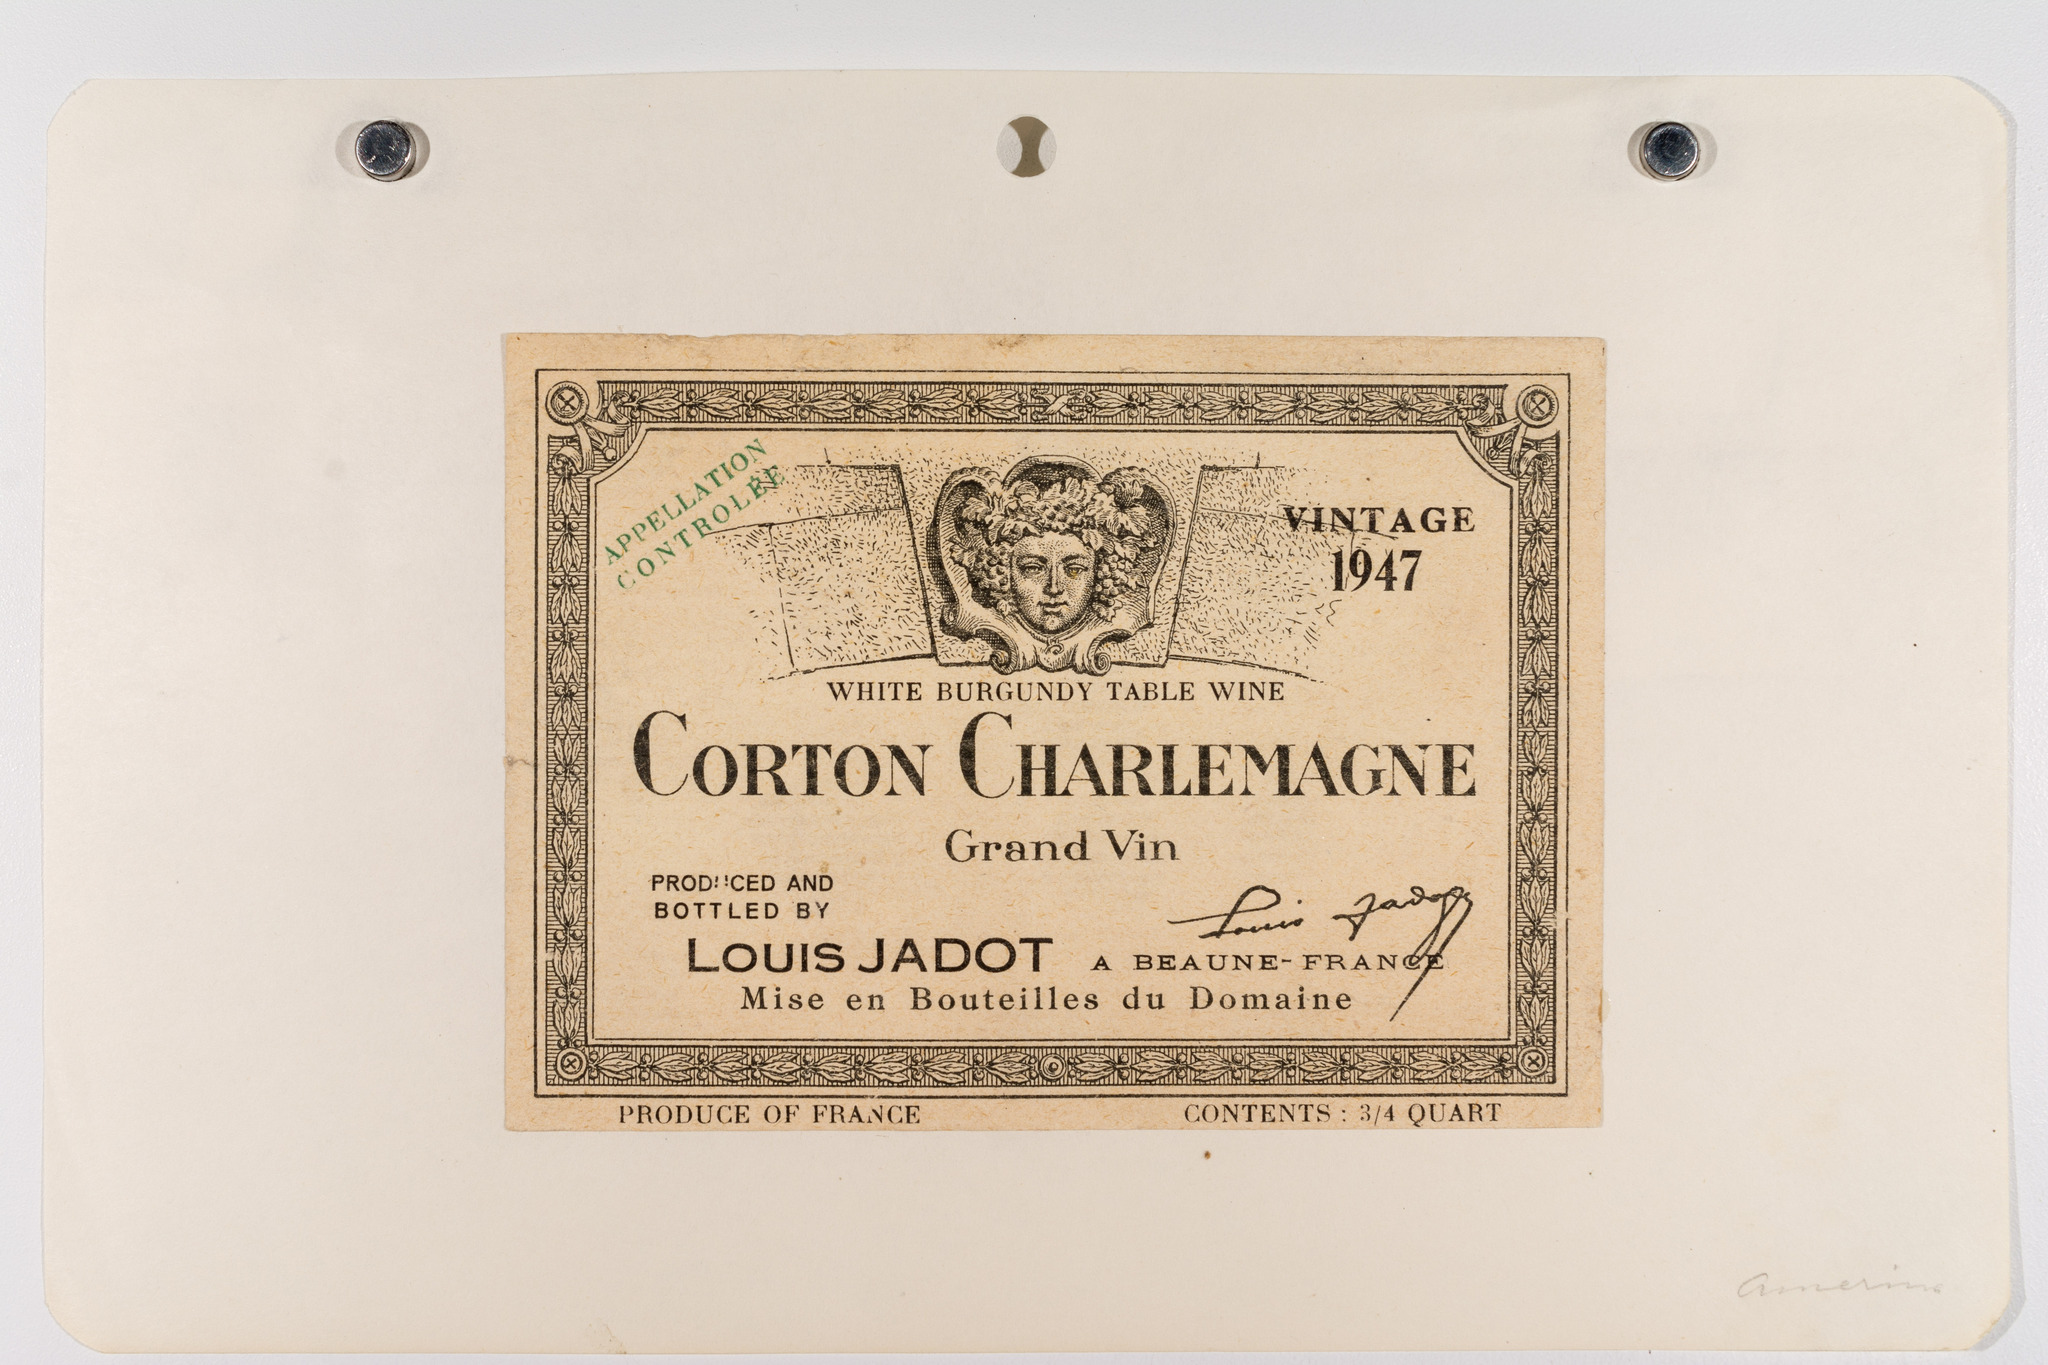 APPELLATION
CONTROLÉE
VINTAGE
1947
WHITE BURGUNDY TABLE WINE
CORTON CHARLEMAGNE
Grand Vin
PRODUCED AND
BOTTLED BY
Louis Jadot
LOUIS JADOT A BEAUNE-FRANCE
Mise en Bouteilles du Domaine
PRODUCE OF FRANCE CONTENTS : 3/4 QUART
Amerine